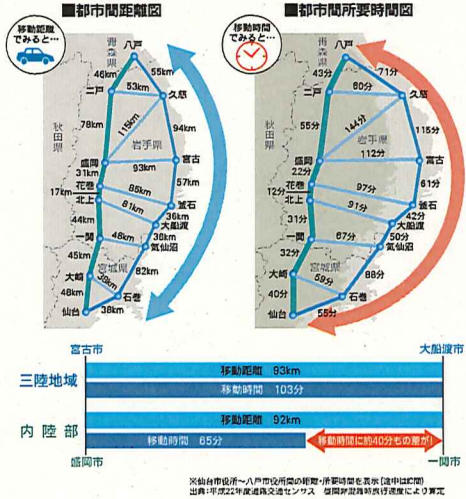 ■都市間距離図
移動距離
でみると…
青森県
八戸
46km
55km
二戸
53km
久慈
78km
115km
94km
秋田県
岩手県
盛岡
93km
宮古
31km
花巻
85km
57km
17km
北上
81km
釜石
36km
44km
大船渡
一関
46km
36km
気仙沼
45km
宮城県
82km
大崎
39km
石巻
48km
仙台
38km
■都市間所要時間図
移動時間
でみると…
青森県
八戸
43分
71分
二戸
60分
久慈
55分
144分
115分
秋田県
岩手県
盛岡
112分
宮古
22分
花巻
97分
61分
12分
北上
91分
釜石
42分
31分
大船渡
一関
67分
50分
気仙沼
32分
宮城県
88分
大崎
59分
石巻
40分
仙台
55分
宮古市
大船渡市
三陸地域
移動距離 93km
移動時間 103分
内陸部
移動距離 92km
移動時間 65分
移動時間に約40分もの差が!
盛岡市
一関市
※仙台市役所～八戸市役所間の距離・所要時間を表示(途中はIC間)
出典:平成22年度道路交通センサス 昼間非混雑時旅行速度により算定